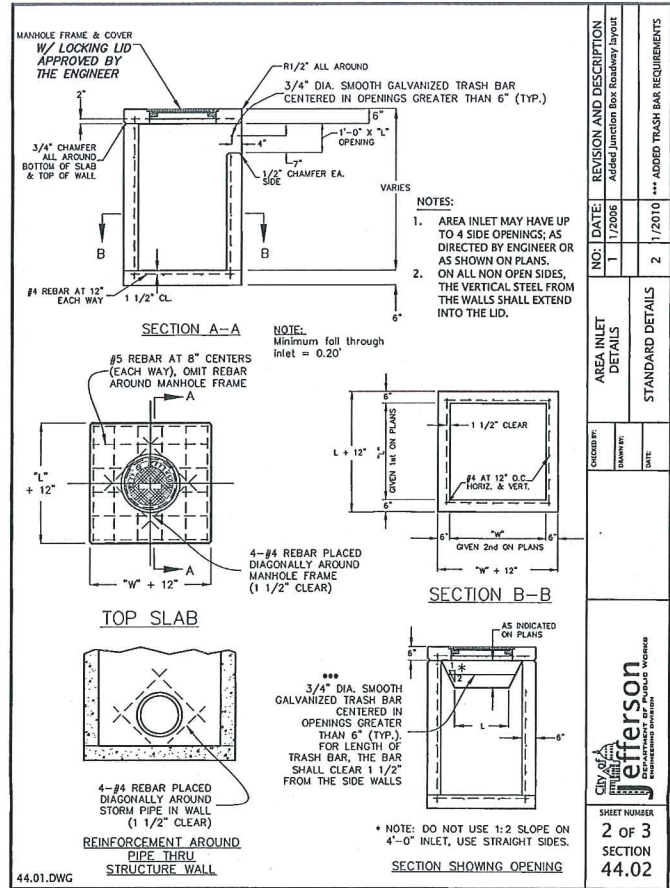 MANHOLE FRAME & COVER
W/ LOCKING LID
APPROVED BY
THE ENGINEER
R1/2" ALL AROUND
3/4" DIA. SMOOTH GALVANIZED TRASH BAR
CENTERED IN OPENINGS GREATER THAN 6" (TYP.)
2"
6"
3/4" CHAMFER
ALL AROUND
BOTTOM OF SLAB
& TOP OF WALL
4"
1'-0" X "L"
OPENING
7"
1/2" CHAMFER EA.
SIDE
VARIES
B
B
#4 REBAR AT 12"
EACH WAY
1 1/2" CL.
6"
SECTION A-A
NOTE:
Minimum fall through
inlet = 0.20'
NOTES:
1. AREA INLET MAY HAVE UP
TO 4 SIDE OPENINGS; AS
DIRECTED BY ENGINEER OR
AS SHOWN ON PLANS.
2. ON ALL NON OPEN SIDES,
THE VERTICAL STEEL FROM
THE WALLS SHALL EXTEND
INTO THE LID.
#5 REBAR AT 8" CENTERS
(EACH WAY), OMIT REBAR
AROUND MANHOLE FRAME
A
"L"
+ 12"
A
"W" + 12"
4-#4 REBAR PLACED
DIAGONALLY AROUND
MANHOLE FRAME
(1 1/2" CLEAR)
TOP SLAB
6"
L + 12"
"L"
GIVEN 1st ON PLANS
6"
1 1/2" CLEAR
#4 AT 12" O.C.
HORIZ. & VERT.
6"
"W"
6"
GIVEN 2nd ON PLANS
"W" + 12"
SECTION B-B
4-#4 REBAR PLACED
DIAGONALLY AROUND
STORM PIPE IN WALL
(1 1/2" CLEAR)
REINFORCEMENT AROUND
PIPE THRU
STRUCTURE WALL
AS INDICATED
ON PLANS
6"
1
2
*
***
3/4" DIA. SMOOTH
GALVANIZED TRASH BAR
CENTERED IN
OPENINGS GREATER
THAN 6" (TYP.).
FOR LENGTH OF
TRASH BAR, THE BAR
SHALL CLEAR 1 1/2"
FROM THE SIDE WALLS
L
6"
* NOTE: DO NOT USE 1:2 SLOPE ON
4'-0" INLET, USE STRAIGHT SIDES.
SECTION SHOWING OPENING
44.01.DWG
NO: DATE: REVISION AND DESCRIPTION
1 1/2006 Added Junction Box Roadway layout
2 1/2010 *** ADDED TRASH BAR REQUIREMENTS
AREA INLET
DETAILS
STANDARD DETAILS
CHECKED BY:
DRAWN BY:
DATE:
City of
Jefferson
DEPARTMENT OF PUBLIC WORKS
ENGINEERING DIVISION
SHEET NUMBER
2 OF 3
SECTION
44.02